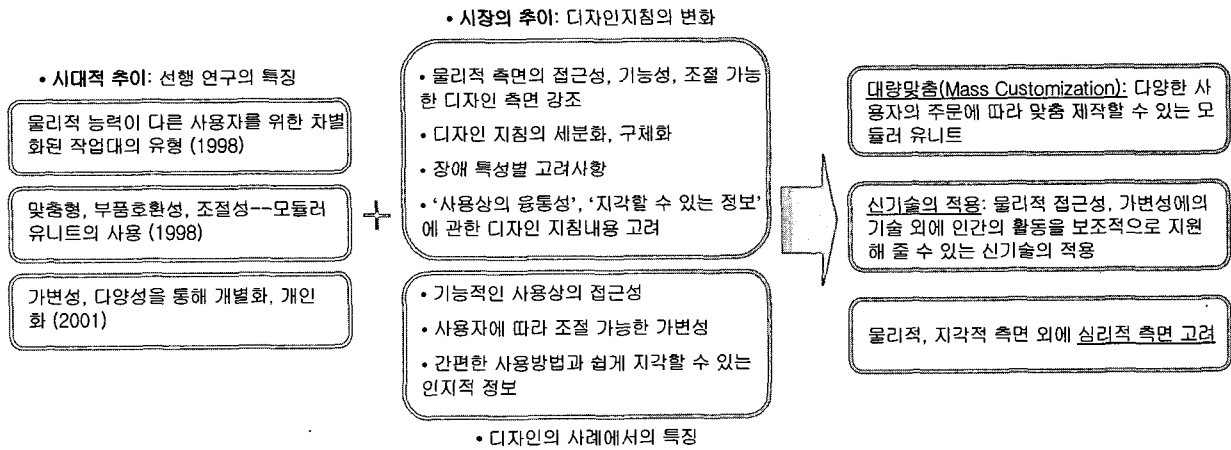 • 시대적 추이: 선행 연구의 특징
물리적 능력이 다른 사용자를 위한 차별
화된 작업대의 유형 (1998)
맞춤형, 부품호환성, 조절성--모듈러
유니트의 사용 (1998)
가변성, 다양성을 통해 개별화, 개인
화 (2001)
+
• 시장의 추이: 디자인지침의 변화
• 물리적 측면의 접근성, 기능성, 조절 가능
한 디자인 측면 강조
• 디자인 지침의 세분화, 구체화
• 장애 특성별 고려사항
• ‘사용상의 융통성’, ‘지각할 수 있는 정보’
에 관한 디자인 지침내용 고려
• 기능적인 사용상의 접근성
• 사용자에 따라 조절 가능한 가변성
• 간편한 사용방법과 쉽게 지각할 수 있는
인지적 정보
• 디자인의 사례에서의 특징
대량맞춤(Mass Customization): 다양한 사
용자의 주문에 따라 맞춤 제작할 수 있는 모
듈러 유니트
신기술의 적용: 물리적 접근성, 가변성에의
기술 외에 인간의 활동을 보조적으로 지원
해 줄 수 있는 신기술의 적용
물리적, 지각적 측면 외에 심리적 측면 고려